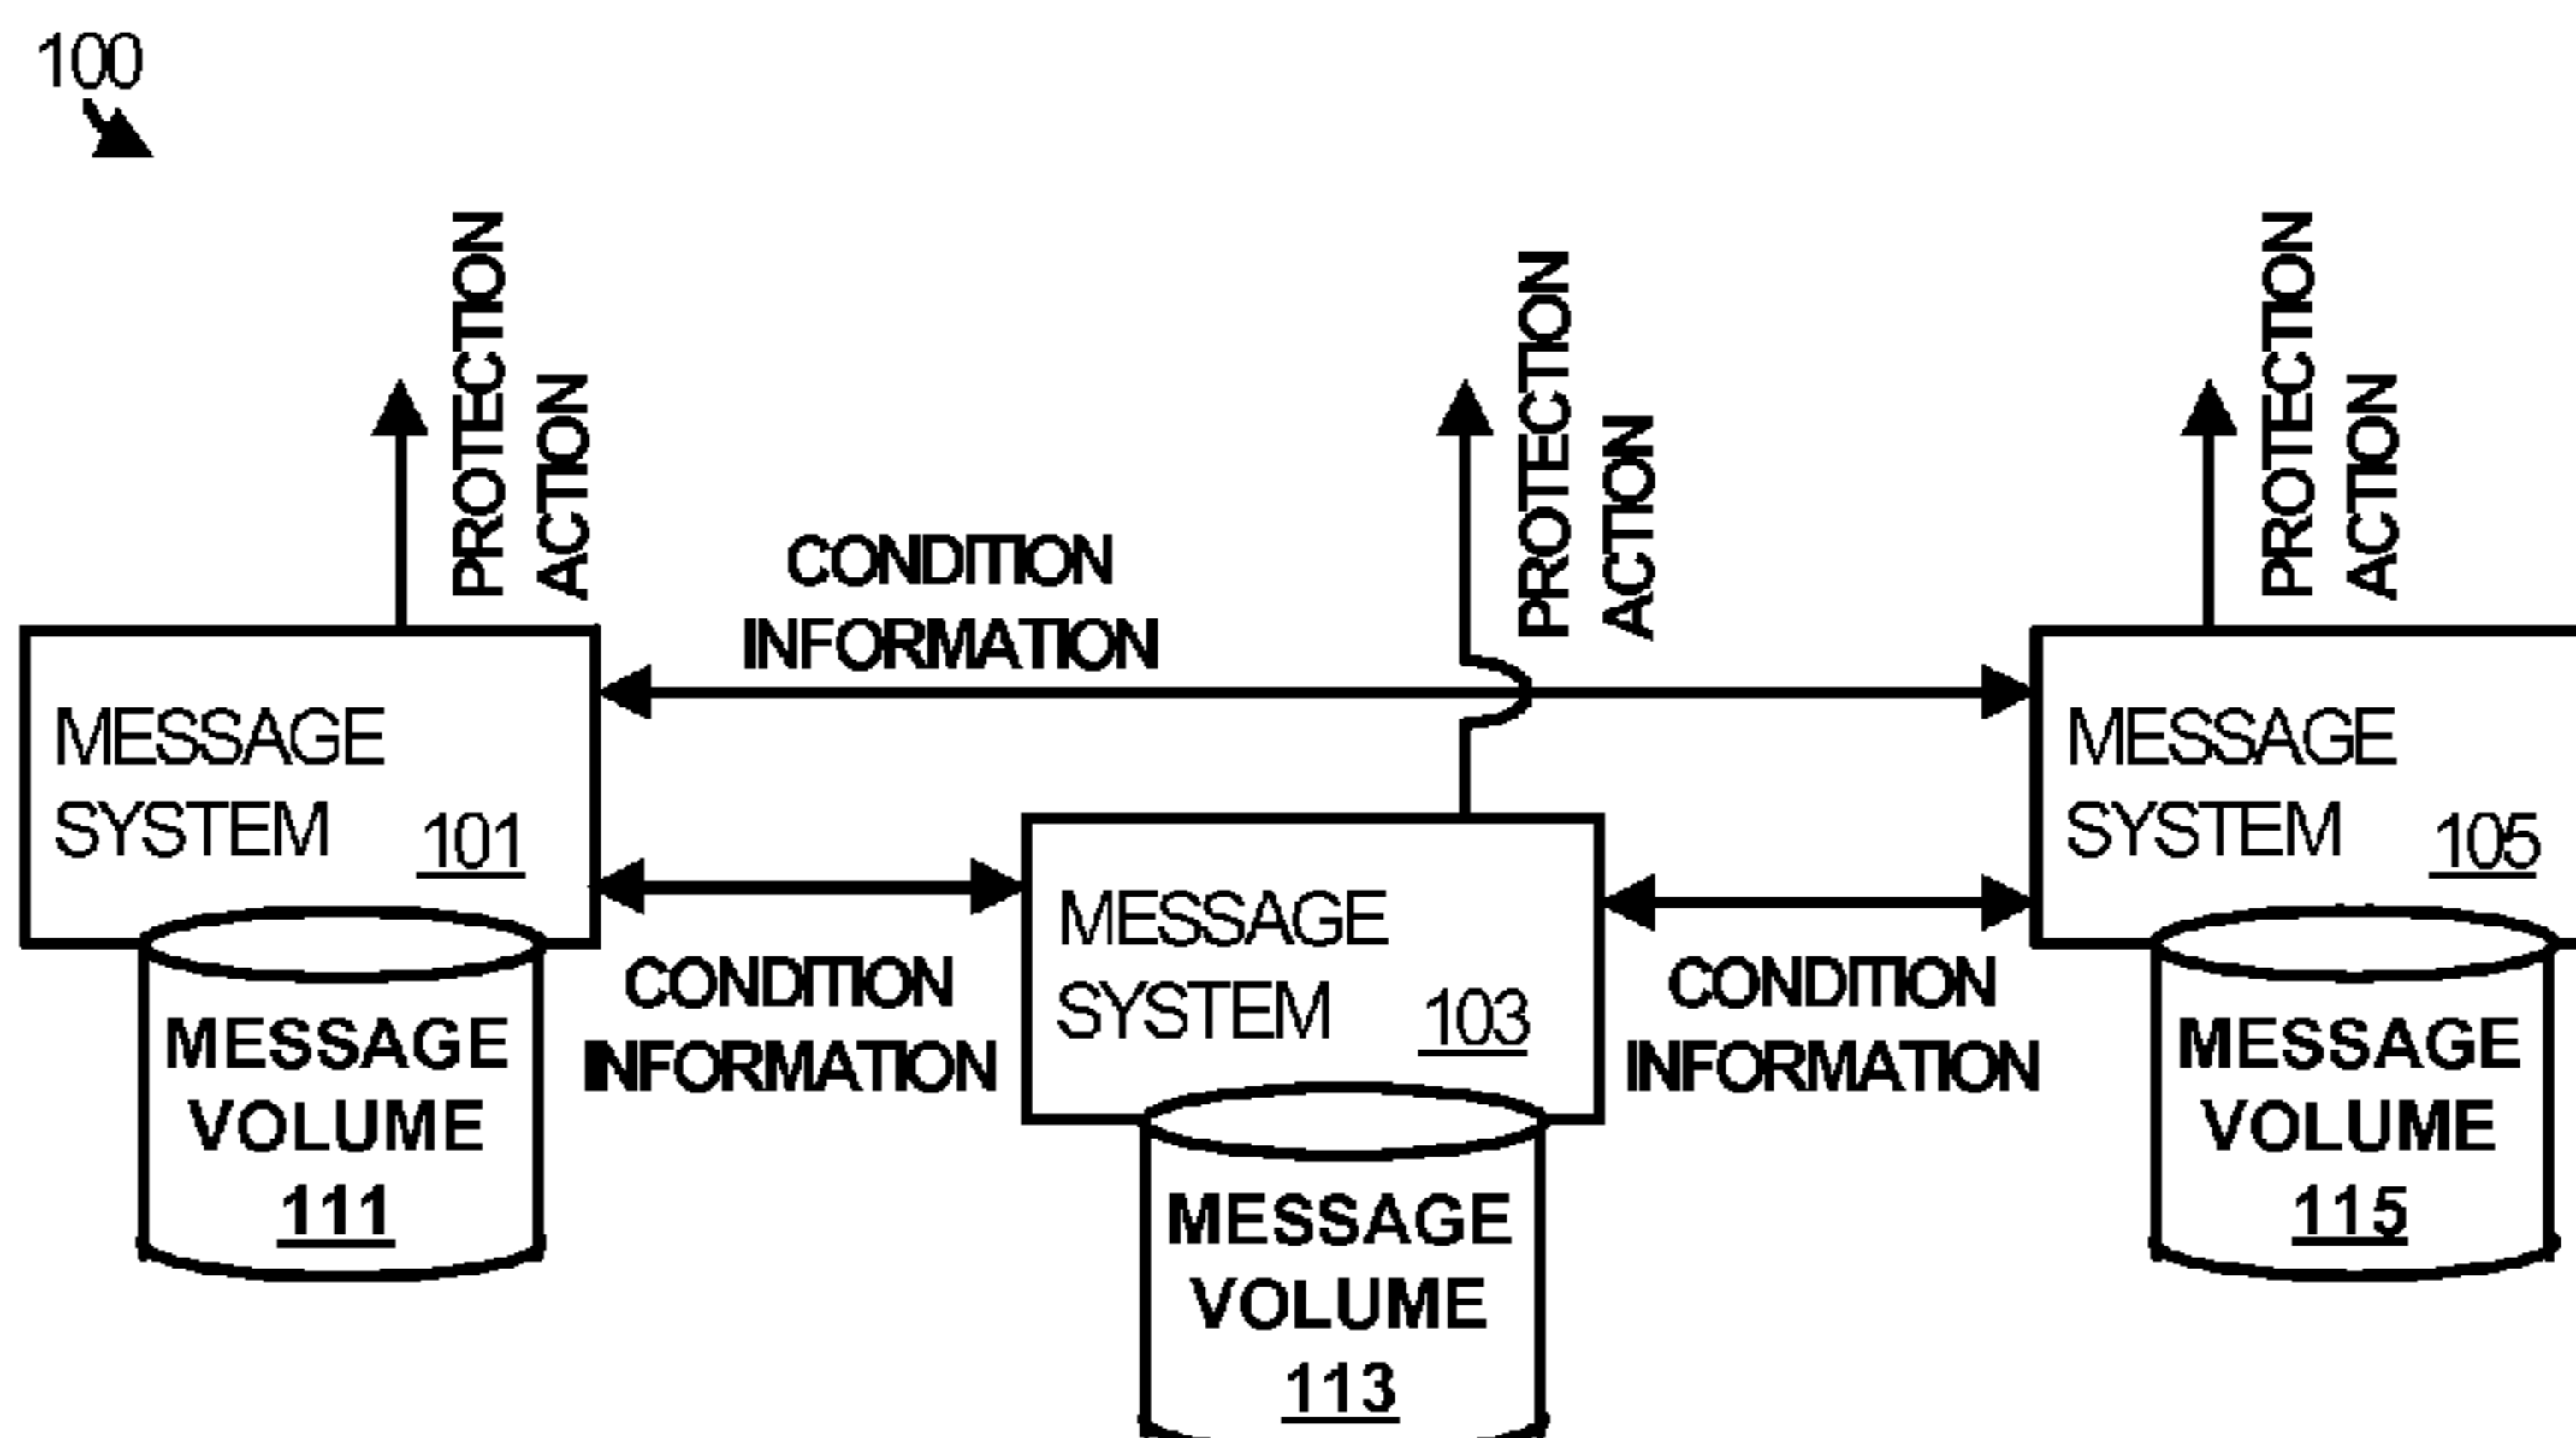 100
PROTECTION
ACTION
PROTECTION
ACTION
PROTECTION
ACTION
CONDITION
INFORMATION
MESSAGE
SYSTEM 101
MESSAGE
SYSTEM 103
MESSAGE
SYSTEM 105
CONDITION
INFORMATION
CONDITION
INFORMATION
MESSAGE
VOLUME
111
MESSAGE
VOLUME
113
MESSAGE
VOLUME
115